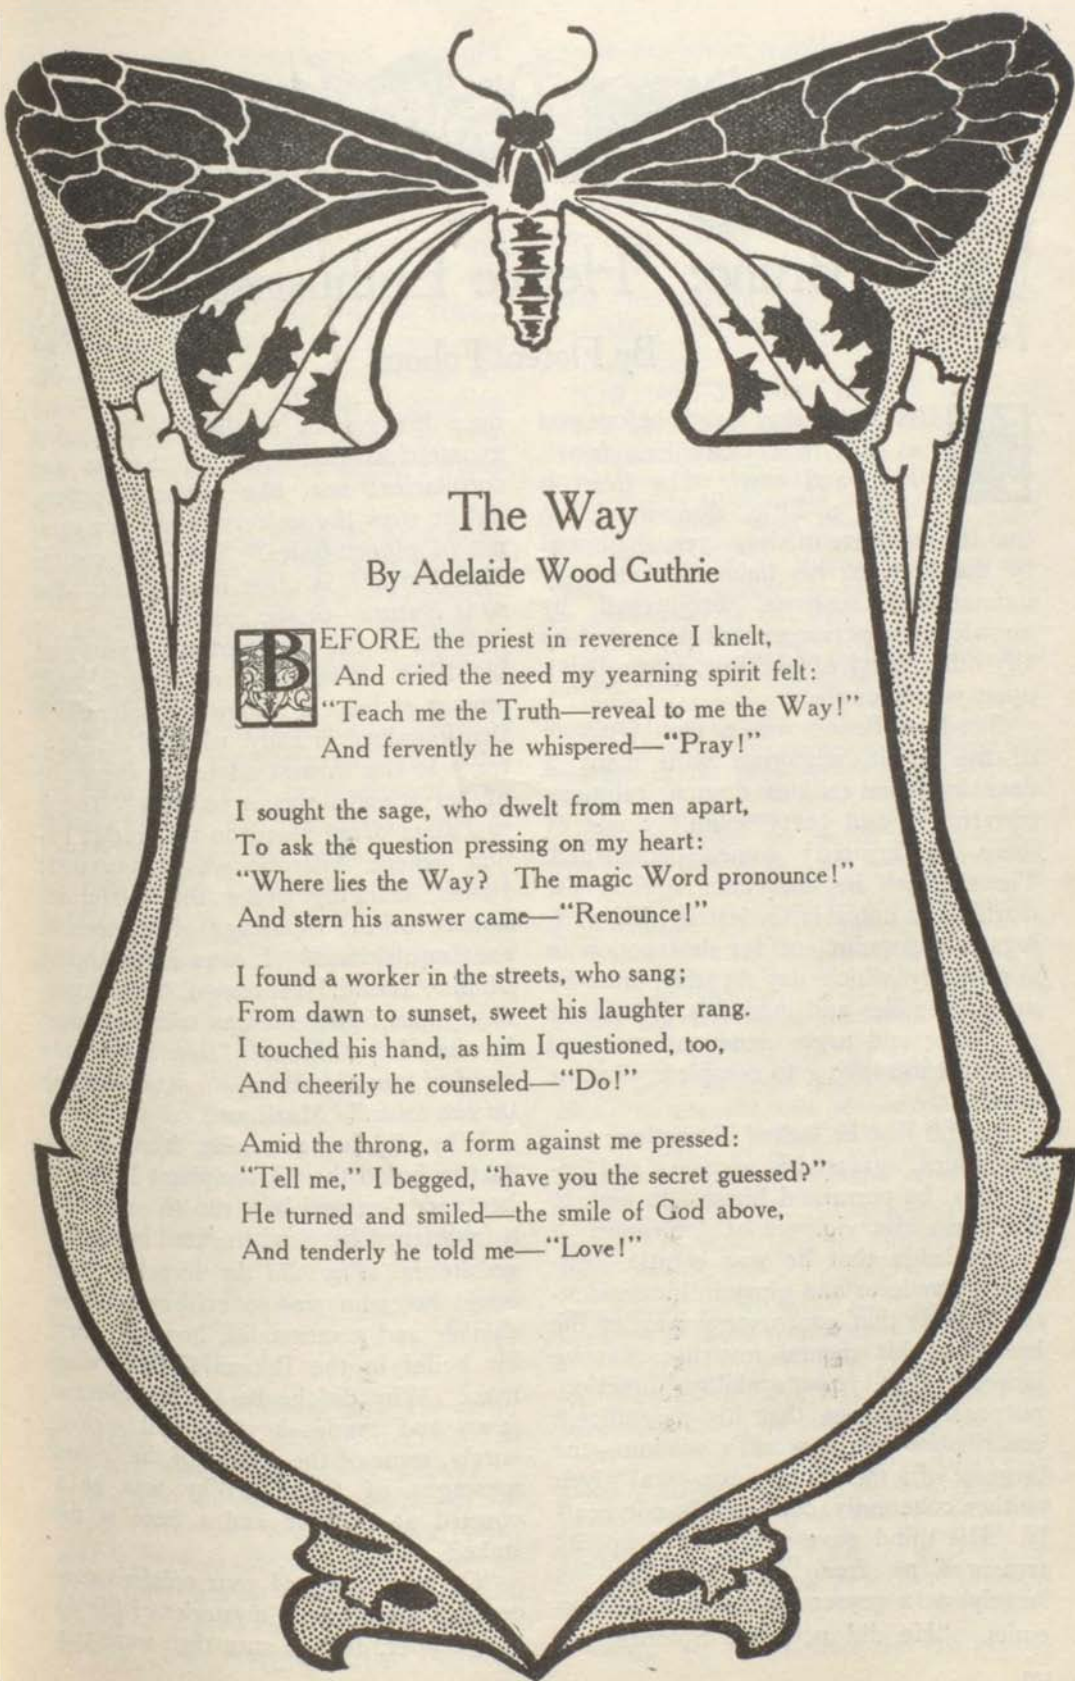 The Way
By Adelaide Wood Guthrie
BEFORE the priest in reverence I knelt,
And cried the need my yearning spirit felt:
“Teach me the Truth—reveal to me the Way!”
And fervently he whispered—“Pray!”
I sought the sage, who dwelt from men apart,
To ask the question pressing on my heart:
“Where lies the Way? The magic Word pronounce!”
And stern his answer came—“Renounce!”
I found a worker in the streets, who sang;
From dawn to sunset, sweet his laughter rang.
I touched his hand, as him I questioned, too,
And cheerily he counseled—“Do!”
Amid the throng, a form against me pressed:
“Tell me,” I begged, “have you the secret guessed?”
He turned and smiled—the smile of God above,
And tenderly he told me—“Love!”